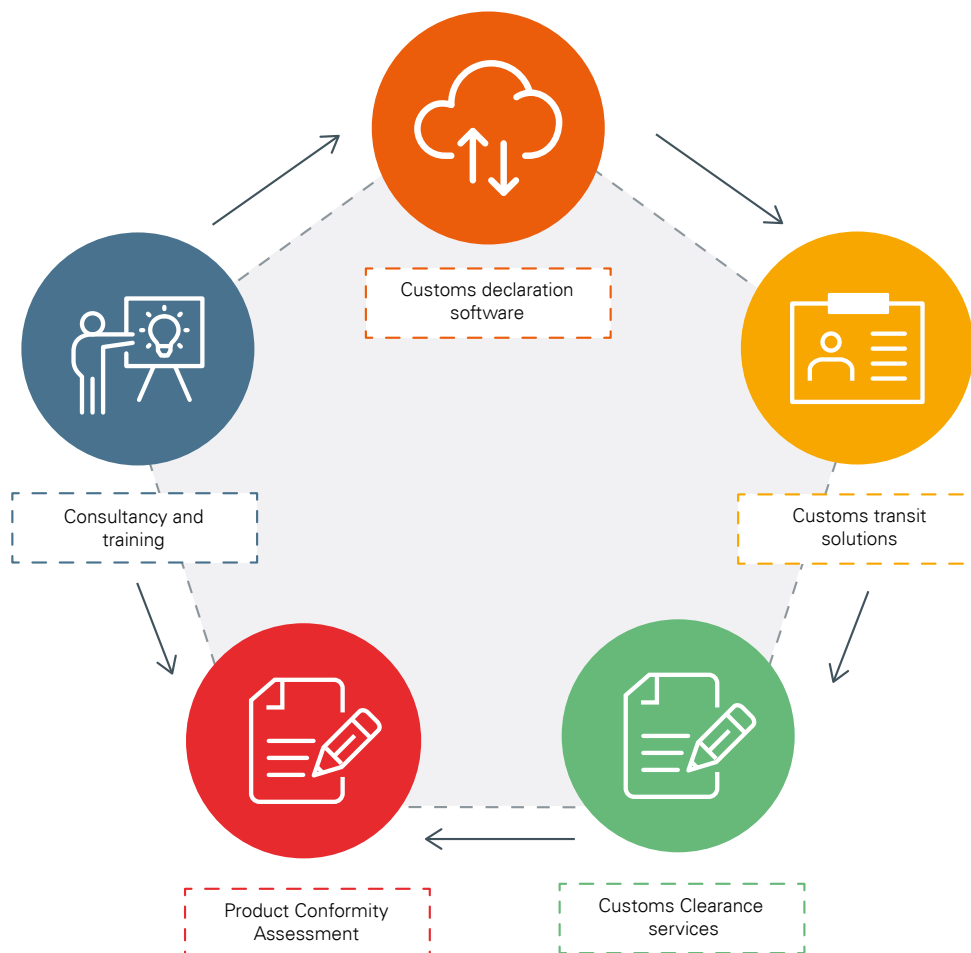 Customs declaration
software
Consultancy and
training
Customs transit
solutions
Product Conformity
Assessment
Customs Clearance
services